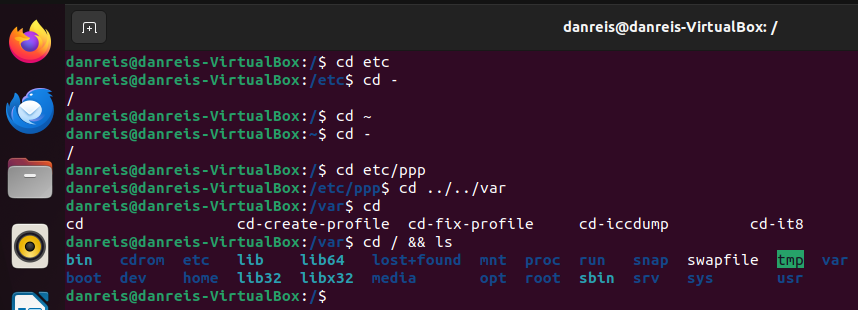 danreis@danreis-VirtualBox: /
danreis@danreis-VirtualBox:/$ cd etc
danreis@danreis-VirtualBox:/etc$ cd -
/
danreis@danreis-VirtualBox:/$ cd ~
danreis@danreis-VirtualBox:~$ cd -
/
danreis@danreis-VirtualBox:/$ cd etc/ppp
danreis@danreis-VirtualBox:/etc/ppp$ cd ../../var
danreis@danreis-VirtualBox:/var$ cd
cd cd-create-profile cd-fix-profile cd-iccdump cd-it8
danreis@danreis-VirtualBox:/var$ cd / && ls
bin cdrom etc lib lib64 lost+found mnt proc run snap swapfile tmp var
boot dev home lib32 libx32 media opt root sbin srv sys usr
danreis@danreis-VirtualBox:/$